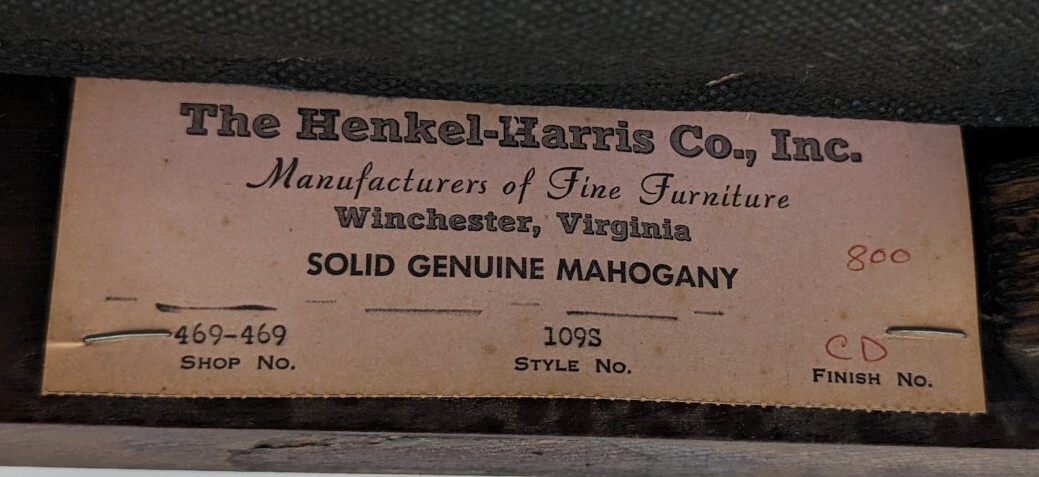 The Henkel-Harris Co., Inc.
Manufacturers of Fine Furniture
Winchester, Virginia
SOLID GENUINE MAHOGANY
800
469-469 109S CD
SHOP NO. STYLE NO. FINISH NO.